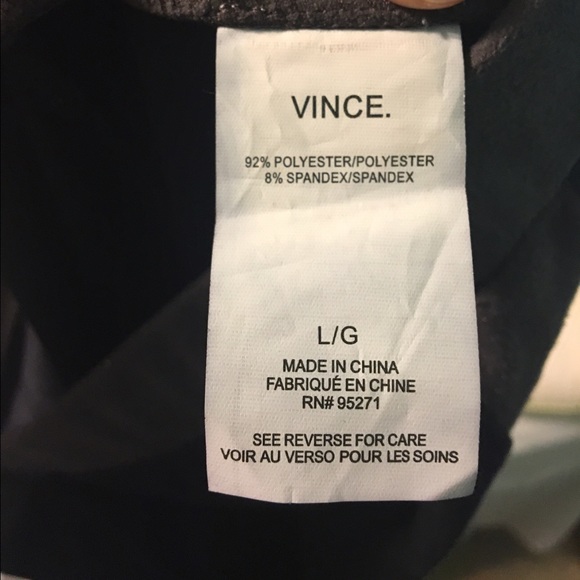 VINCE.
92% POLYESTER/POLYESTER
8% SPANDEX/SPANDEX
L/G
MADE IN CHINA
FABRIQUÉ EN CHINE
RN# 95271
SEE REVERSE FOR CARE
VOIR AU VERSO POUR LES SOINS